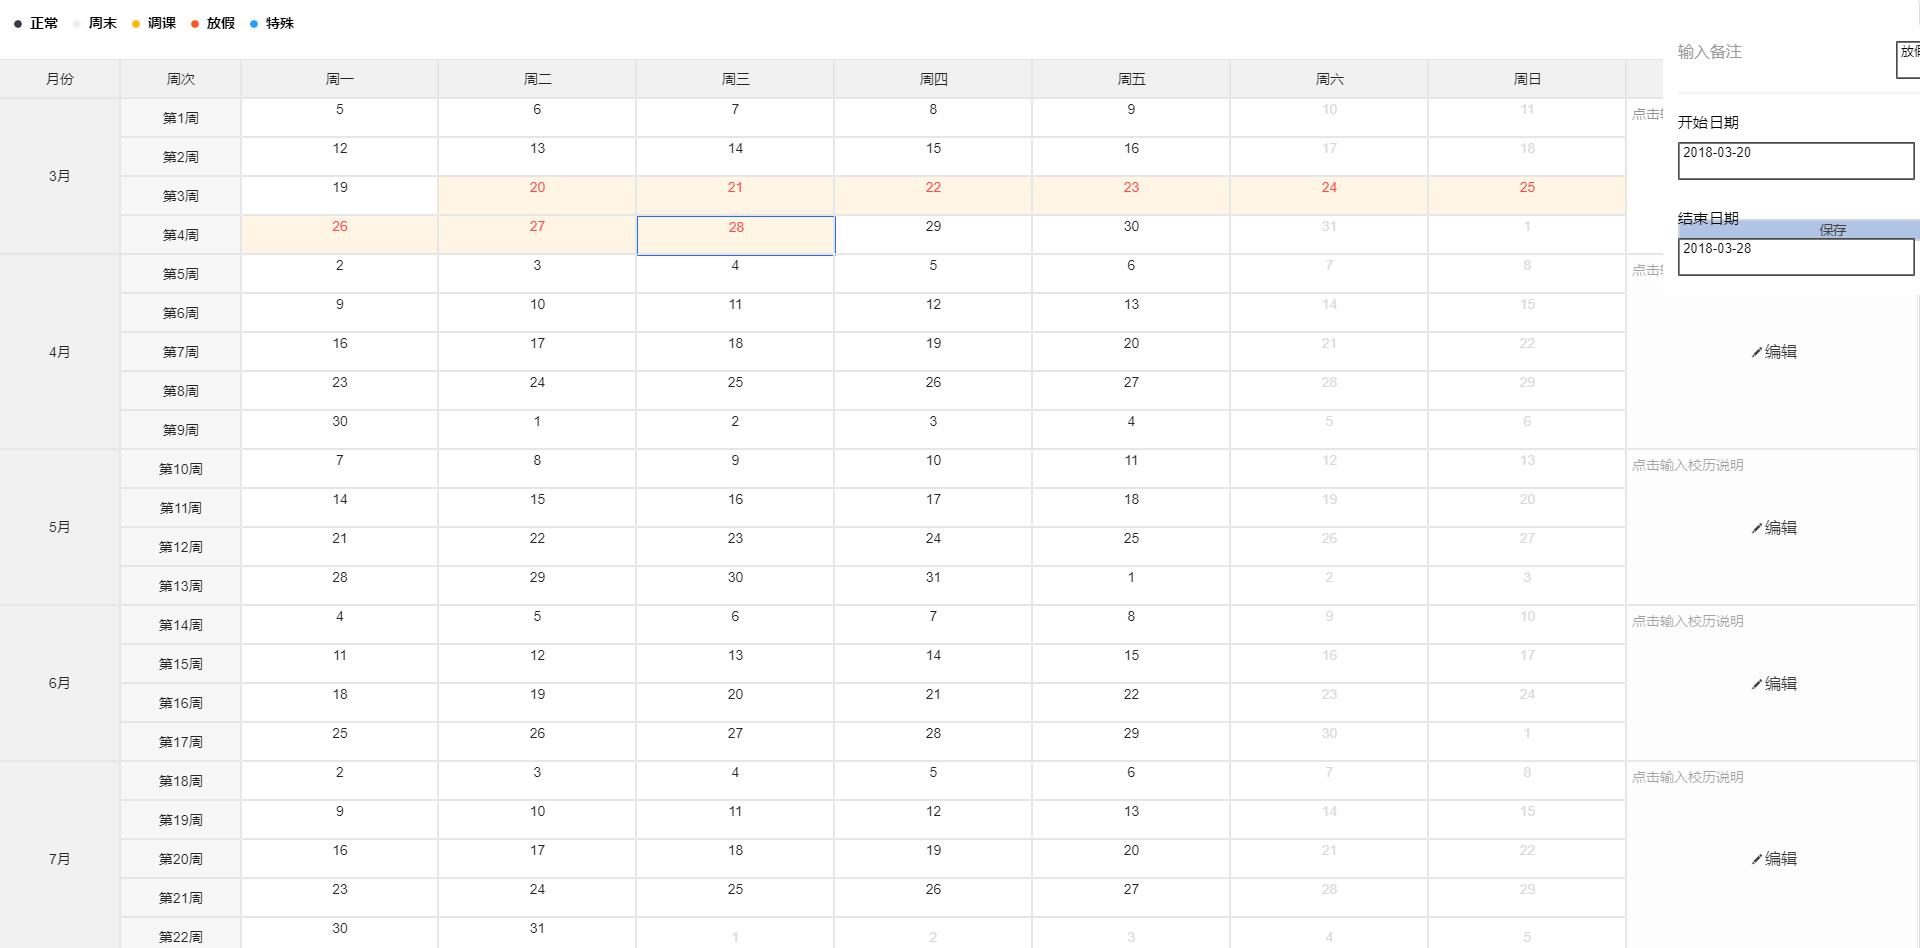 正常 周末 调课 放假 特殊
输入备注
月份 周次 周一 周二 周三 周四 周五 周六 周日
3月
第1周 5 6 7 8 9 10 11 点击
开始日期
第2周 12 13 14 15 16 17 18
2018-03-20
第3周 19 20 21 22 23 24 25
结束日期
第4周 26 27 28 29 30 31 1
保存
2018-03-28
4月
第5周 2 3 4 5 6 7 8 点击
第6周 9 10 11 12 13 14 15
第7周 16 17 18 19 20 21 22 编辑
第8周 23 24 25 26 27 28 29
第9周 30 1 2 3 4 5 6
5月
第10周 7 8 9 10 11 12 13 点击输入校历说明
第11周 14 15 16 17 18 19 20
编辑
第12周 21 22 23 24 25 26 27
第13周 28 29 30 31 1 2 3
6月
第14周 4 5 6 7 8 9 10 点击输入校历说明
第15周 11 12 13 14 15 16 17
编辑
第16周 18 19 20 21 22 23 24
第17周 25 26 27 28 29 30 1
7月
第18周 2 3 4 5 6 7 8 点击输入校历说明
第19周 9 10 11 12 13 14 15
第20周 16 17 18 19 20 21 22 编辑
第21周 23 24 25 26 27 28 29
第22周 30 31 1 2 3 4 5